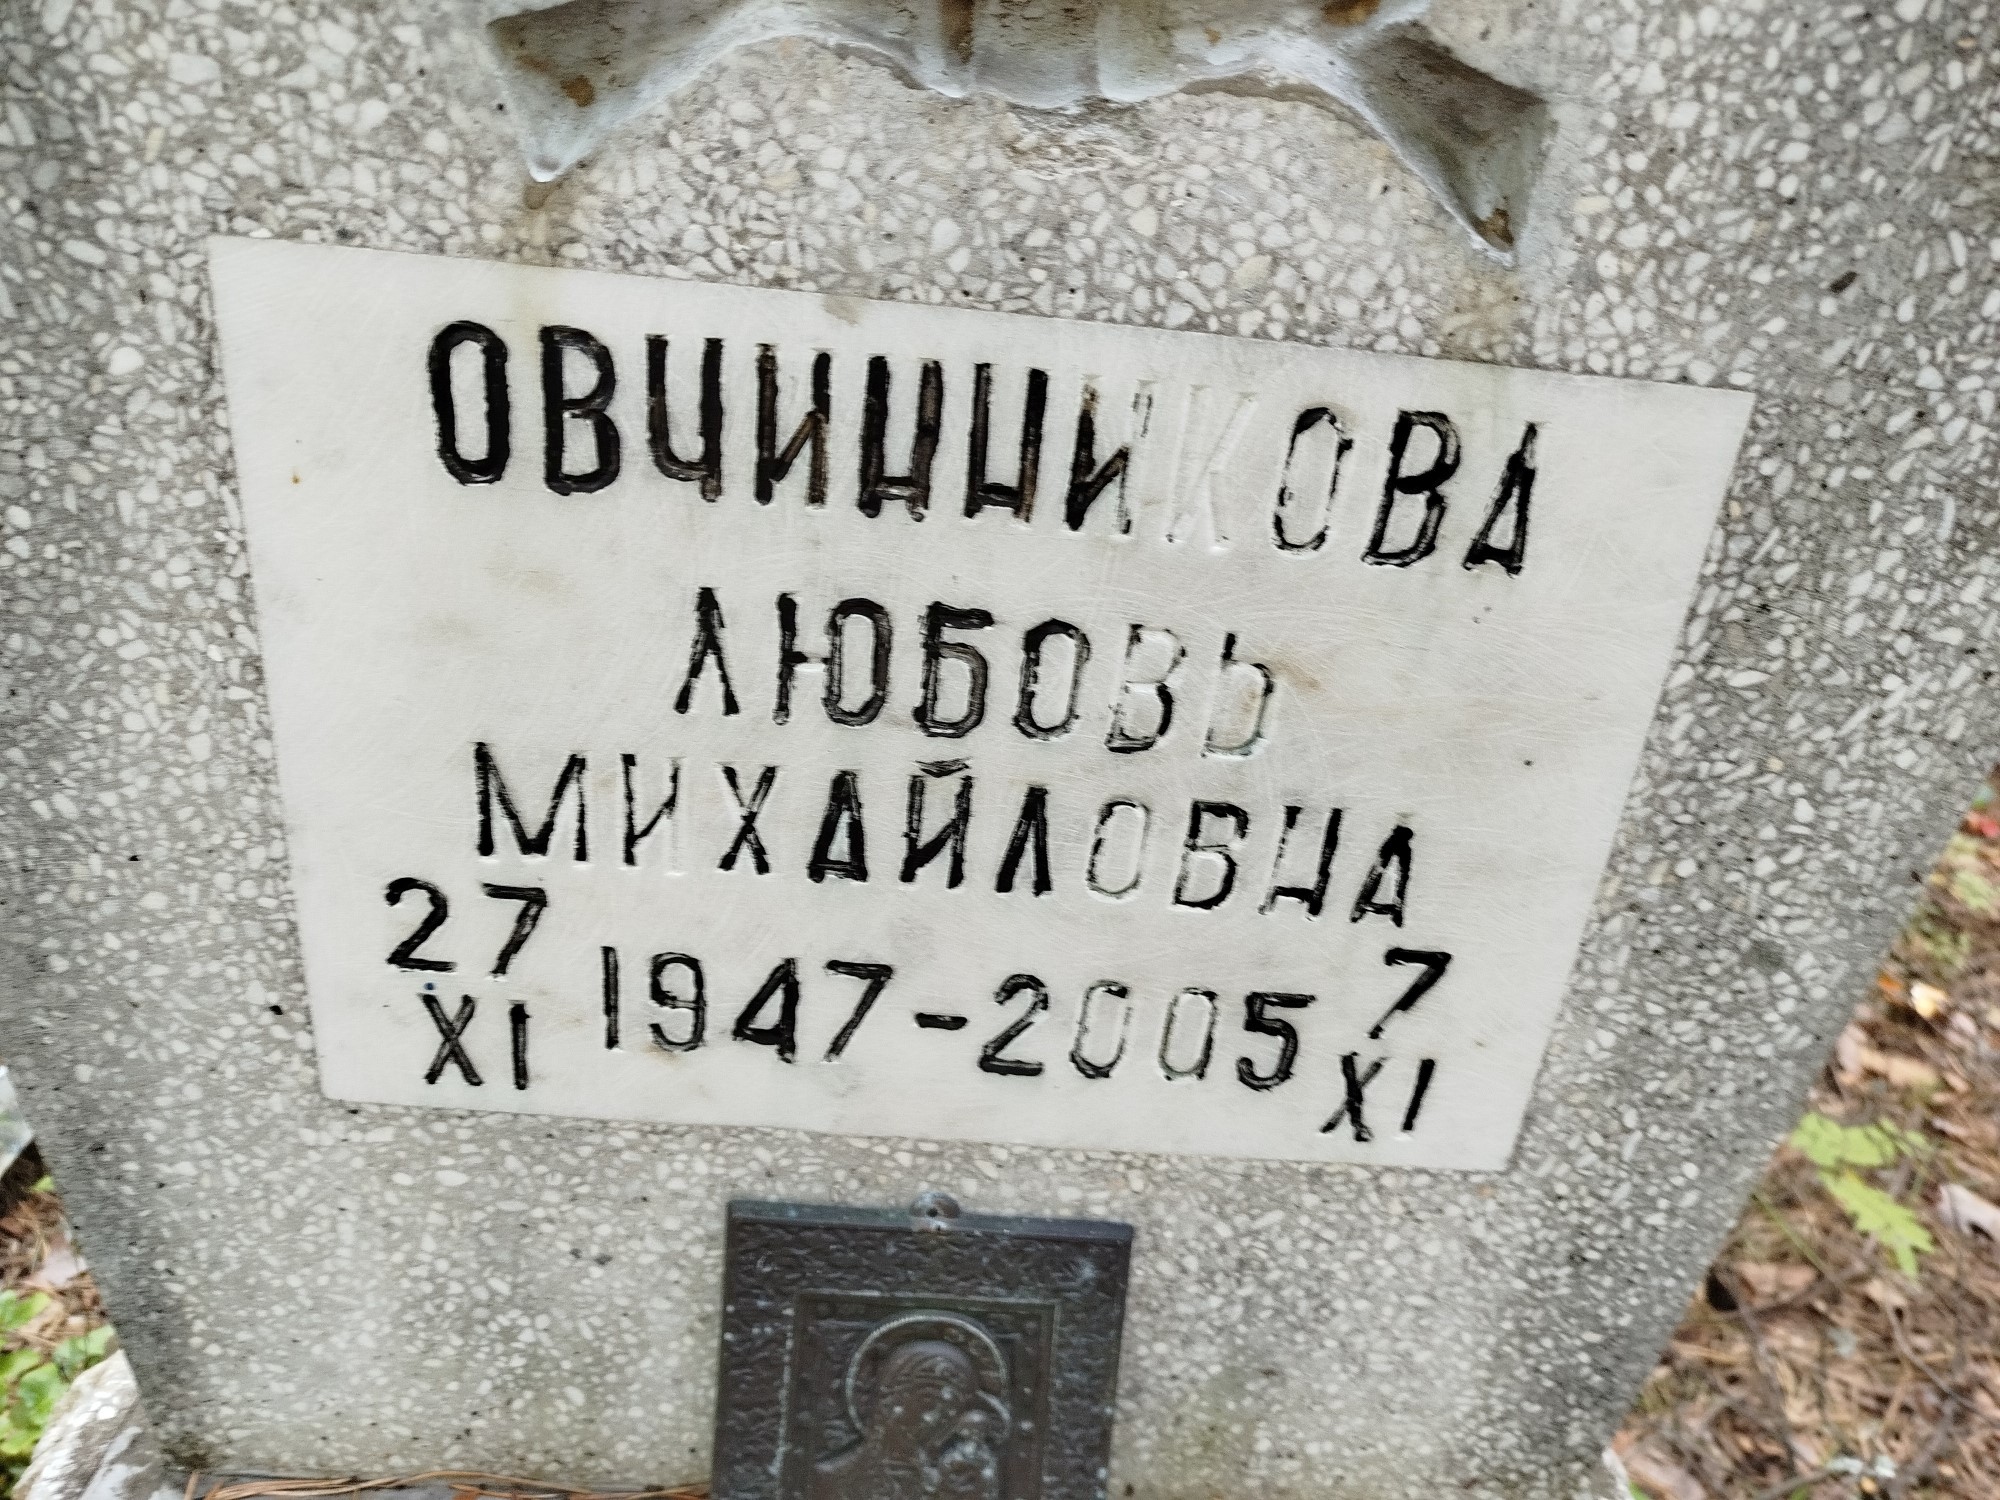 ОВЧИННИКОВА
ЛЮБОВЬ
МИХАЙЛОВНА
27 XI 1947-2005 7 XI